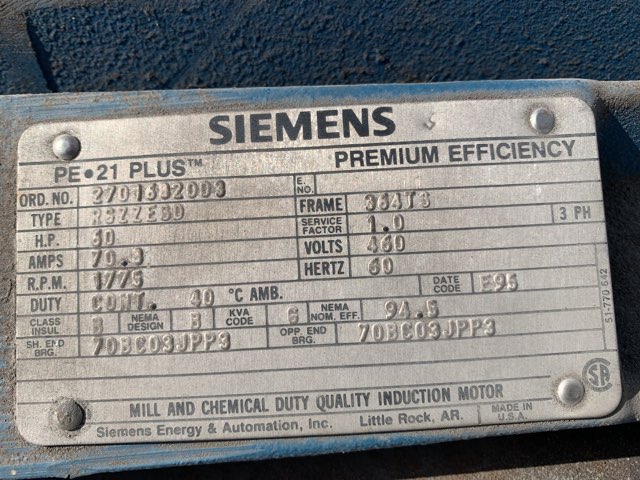 SIEMENS
PE•21 PLUS™ PREMIUM EFFICIENCY
ORD. NO. E. NO.
TYPE RGZZESD FRAME 364TS
H.P. 60 SERVICE FACTOR 1.0 3 PH
AMPS 70.3 VOLTS 460
R.P.M. 1775 HERTZ 60
DUTY CONT. 40 °C AMB. DATE CODE E95
CLASS INSUL NEMA DESIGN B KVA CODE G NEMA NOM. EFF. 94.5
SH. END BRG. 70BC03JPP3 OPP. END BRG. 70BC03JPP3
MILL AND CHEMICAL DUTY QUALITY INDUCTION MOTOR
Siemens Energy & Automation, Inc. Little Rock, AR. MADE IN U.S.A.
51-770 642
SA